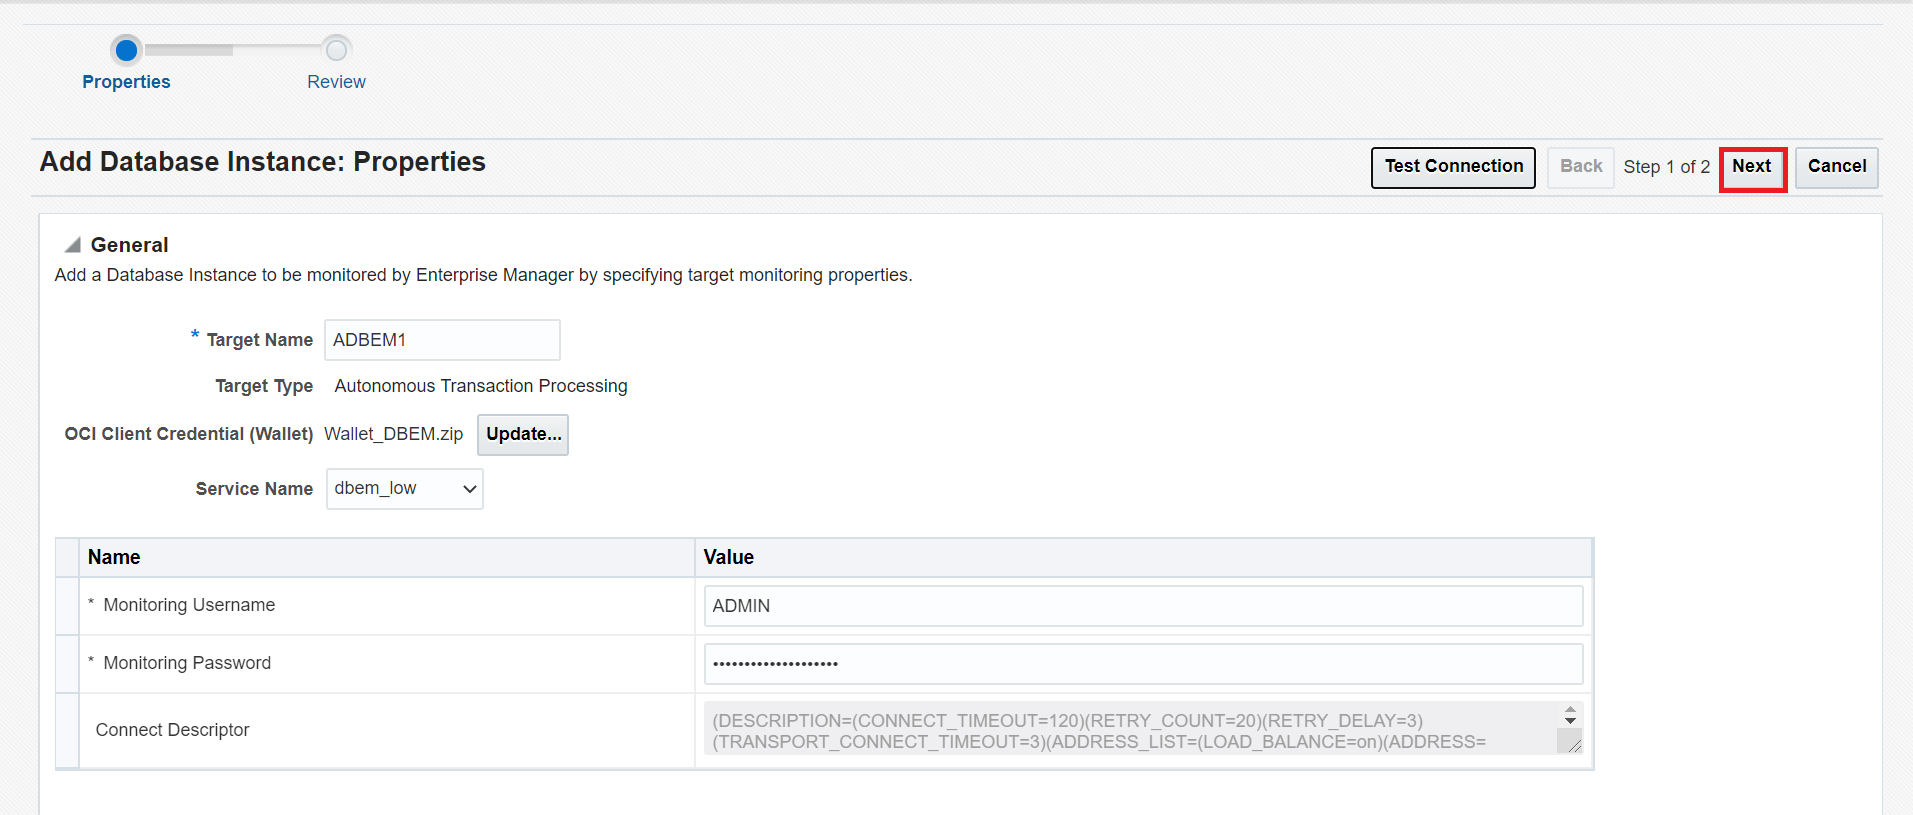 Properties
Review
Add Database Instance: Properties
Test Connection
Back
Step 1 of 2
Next
Cancel
General
Add a Database Instance to be monitored by Enterprise Manager by specifying target monitoring properties.
* Target Name ADBEM1
Target Type Autonomous Transaction Processing
OCI Client Credential (Wallet) Wallet_DBEM.zip Update...
Service Name dbem_low
Name Value
* Monitoring Username ADMIN
* Monitoring Password ••••••••••••••••••••
Connect Descriptor
(DESCRIPTION=(CONNECT_TIMEOUT=120)(RETRY_COUNT=20)(RETRY_DELAY=3)
(TRANSPORT_CONNECT_TIMEOUT=3)(ADDRESS_LIST=(LOAD_BALANCE=on)(ADDRESS=